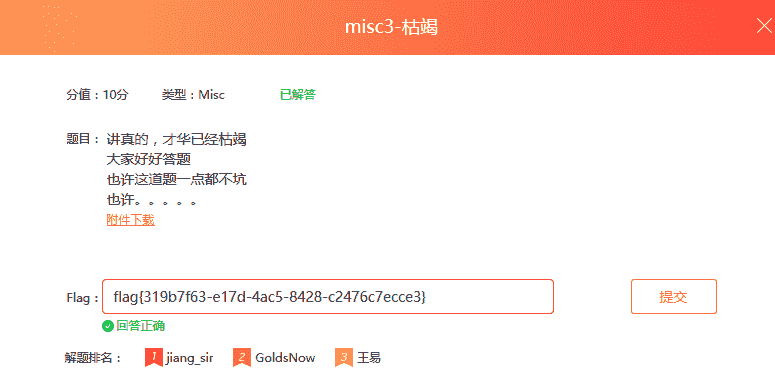 misc3-枯竭
分值：10分 类型：Misc 已解答
题目： 讲真的，才华已经枯竭
大家好好答题
也许这道题一点都不坑
也许。。。。。
附件下载
Flag： flag{319b7f63-e17d-4ac5-8428-c2476c7ecce3} 提交
回答正确
解题排名： 1 jiang_sir 2 GoldsNow 3 王易